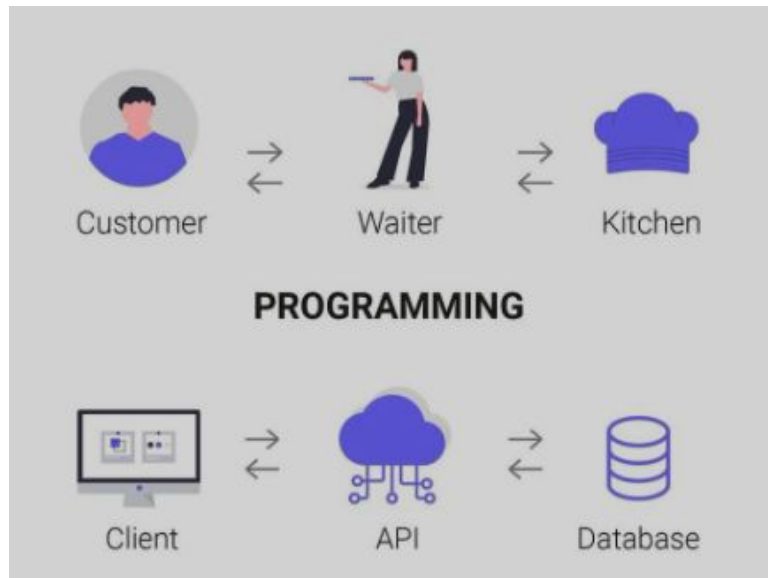 Customer
Waiter
Kitchen
PROGRAMMING
Client
API
Database